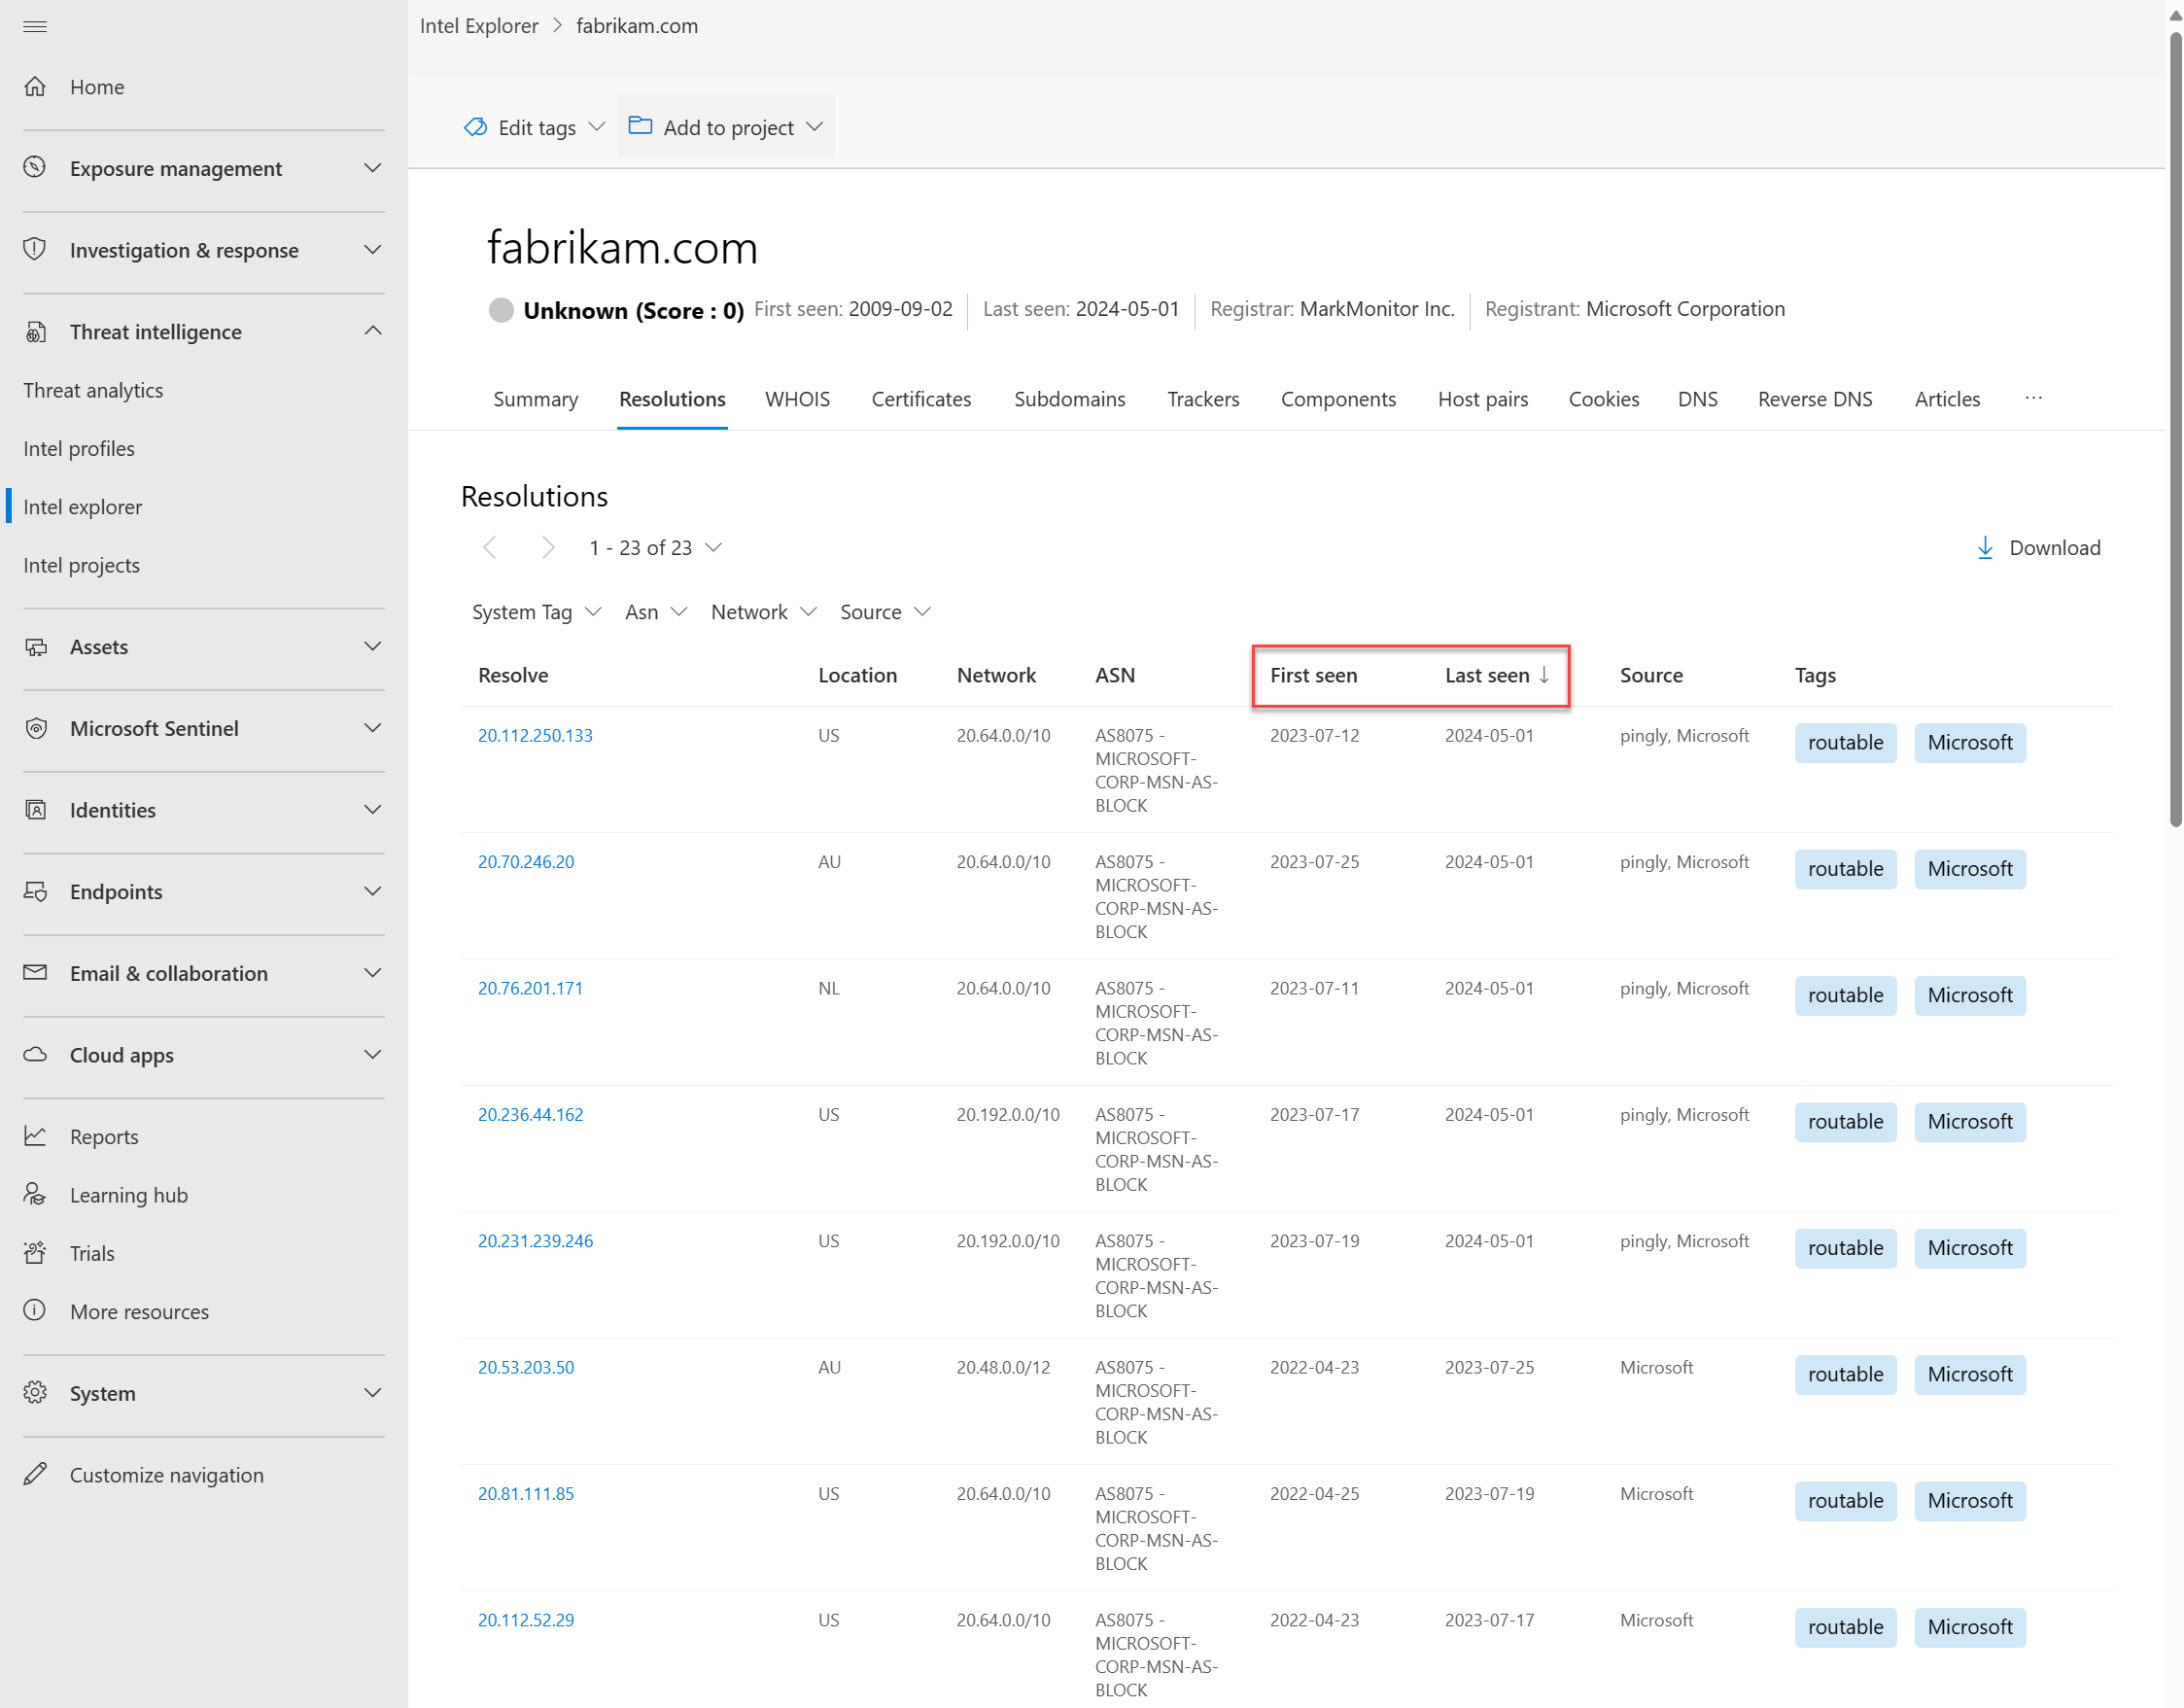 Intel Explorer > fabrikam.com
Home
Exposure management
Investigation & response
Threat intelligence
Threat analytics
Intel profiles
Intel explorer
Intel projects
Assets
Microsoft Sentinel
Identities
Endpoints
Email & collaboration
Cloud apps
Reports
Learning hub
Trials
More resources
System
Customize navigation
Edit tags Add to project
fabrikam.com
Unknown (Score : 0) First seen: 2009-09-02 Last seen: 2024-05-01 Registrar: MarkMonitor Inc. Registrant: Microsoft Corporation
Summary Resolutions WHOIS Certificates Subdomains Trackers Components Host pairs Cookies DNS Reverse DNS Articles ...
Resolutions
1 - 23 of 23 Download
System Tag Asn Network Source
Resolve Location Network ASN First seen Last seen ↓ Source Tags
20.112.250.133 US 20.64.0.0/10 AS8075 - 2023-07-12 2024-05-01 pingly, Microsoft routable Microsoft
MICROSOFT-
CORP-MSN-AS-
BLOCK
20.70.246.20 AU 20.64.0.0/10 AS8075 - 2023-07-25 2024-05-01 pingly, Microsoft routable Microsoft
MICROSOFT-
CORP-MSN-AS-
BLOCK
20.76.201.171 NL 20.64.0.0/10 AS8075 - 2023-07-11 2024-05-01 pingly, Microsoft routable Microsoft
MICROSOFT-
CORP-MSN-AS-
BLOCK
20.236.44.162 US 20.192.0.0/10 AS8075 - 2023-07-17 2024-05-01 pingly, Microsoft routable Microsoft
MICROSOFT-
CORP-MSN-AS-
BLOCK
20.231.239.246 US 20.192.0.0/10 AS8075 - 2023-07-19 2024-05-01 pingly, Microsoft routable Microsoft
MICROSOFT-
CORP-MSN-AS-
BLOCK
20.53.203.50 AU 20.48.0.0/12 AS8075 - 2022-04-23 2023-07-25 Microsoft routable Microsoft
MICROSOFT-
CORP-MSN-AS-
BLOCK
20.81.111.85 US 20.64.0.0/10 AS8075 - 2022-04-25 2023-07-19 Microsoft routable Microsoft
MICROSOFT-
CORP-MSN-AS-
BLOCK
20.112.52.29 US 20.64.0.0/10 AS8075 - 2022-04-23 2023-07-17 Microsoft routable Microsoft
MICROSOFT-
CORP-MSN-AS-
BLOCK